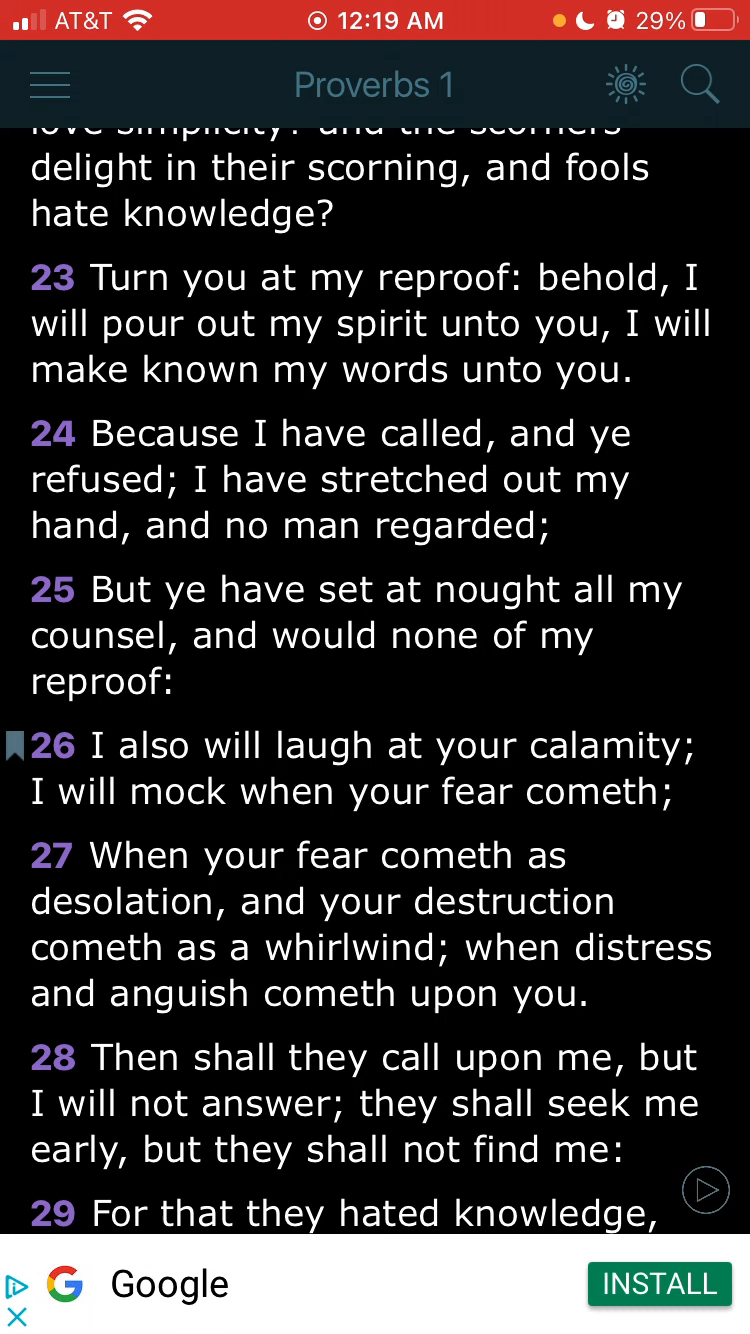 AT&T 12:19 AM 29%
Proverbs 1
love simplicity? and the scorners
delight in their scorning, and fools
hate knowledge?
23 Turn you at my reproof: behold, I
will pour out my spirit unto you, I will
make known my words unto you.
24 Because I have called, and ye
refused; I have stretched out my
hand, and no man regarded;
25 But ye have set at nought all my
counsel, and would none of my
reproof:
26 I also will laugh at your calamity;
I will mock when your fear cometh;
27 When your fear cometh as
desolation, and your destruction
cometh as a whirlwind; when distress
and anguish cometh upon you.
28 Then shall they call upon me, but
I will not answer; they shall seek me
early, but they shall not find me:
29 For that they hated knowledge,
Google INSTALL